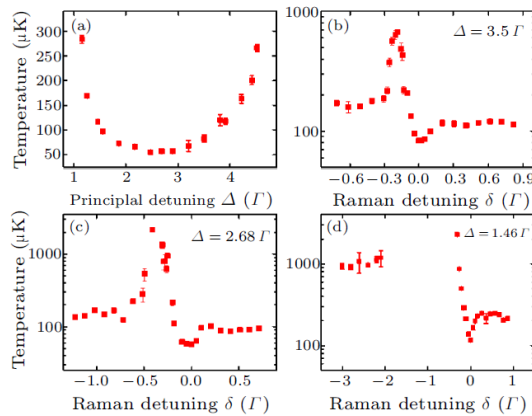 (a)
300
250
200
150
100
50
Temperature (μK)
1 2 3 4
Principlal detuning Δ (Γ)
(b)
Δ = 3.5 Γ
1000
100
-0.6 -0.3 0.0 0.3 0.6 0.9
Raman detuning δ (Γ)
(c)
Δ = 2.68 Γ
1000
100
Temperature (μK)
-1.0 -0.5 0.0 0.5
Raman detuning δ (Γ)
(d)
Δ = 1.46 Γ
1000
100
-3 -2 -1 0 1
Raman detuning δ (Γ)